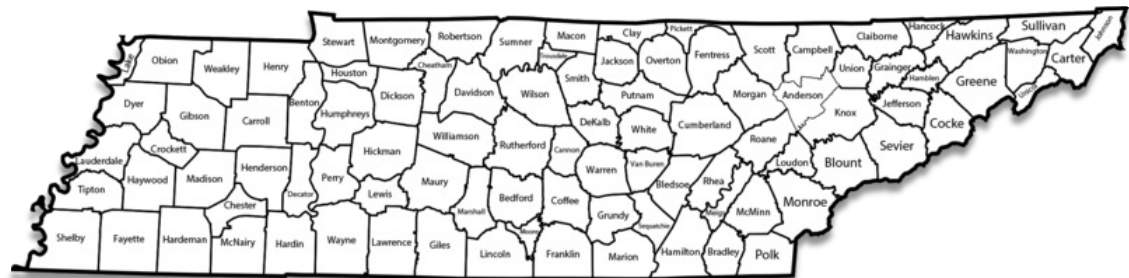 Lake
Obion
Weakley
Henry
Stewart
Montgomery
Robertson
Sumner
Macon
Clay
Pickett
Fentress
Scott
Campbell
Claiborne
Hancock
Hawkins
Sullivan
Johnson
Trousdale
Jackson
Overton
Union
Grainger
Hamblen
Washington
Carter
Unicoi
Greene
Houston
Cheatham
Smith
Putnam
Morgan
Anderson
Knox
Jefferson
Cocke
Dyer
Gibson
Carroll
Benton
Humphreys
Dickson
Davidson
Wilson
DeKalb
White
Cumberland
Roane
Loudon
Blount
Sevier
Lauderdale
Crockett
Tipton
Haywood
Madison
Henderson
Decator
Perry
Hickman
Williamson
Rutherford
Cannon
Warren
Van Buren
Bledsoe
Rhea
Meigs
McMinn
Monroe
Chester
Lewis
Maury
Marshall
Bedford
Coffee
Grundy
Sequatchie
Shelby
Fayette
Hardeman
McNairy
Hardin
Wayne
Lawrence
Giles
Lincoln
Moore
Franklin
Marion
Hamilton
Bradley
Polk